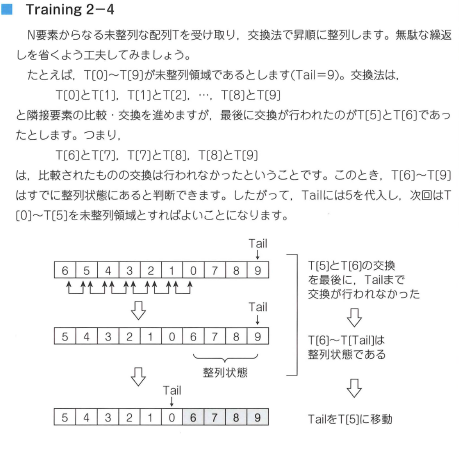 Training 2−4
N要素からなる未整列な配列Tを受け取り，交換法で昇順に整列します。無駄な繰返
しを省くよう工夫してみましょう。
たとえば，T[0]〜T[9]が未整列領域であるとします(Tail＝9)。交換法は，
T[0]とT[1]，T[1]とT[2]，…，T[8]とT[9]
と隣接要素の比較・交換を進めますが，最後に交換が行われたのがT[5]とT[6]であっ
たとします。つまり，
T[6]とT[7]，T[7]とT[8]，T[8]とT[9]
は，比較されたものの交換は行われなかったということです。このとき，T[6]〜T[9]
はすでに整列状態にあると判断できます。したがって，Tailには5を代入し，次回はT
[0]〜T[5]を未整列領域とすればよいことになります。
Tail
6 5 4 3 2 1 0 7 8 9
Tail
5 4 3 2 1 0 6 7 8 9
整列状態
Tail
5 4 3 2 1 0 6 7 8 9
T[5]とT[6]の交換
を最後に，Tailまで
交換が行われなかった
T[6]〜T[Tail]は
整列状態である
TailをT[5]に移動